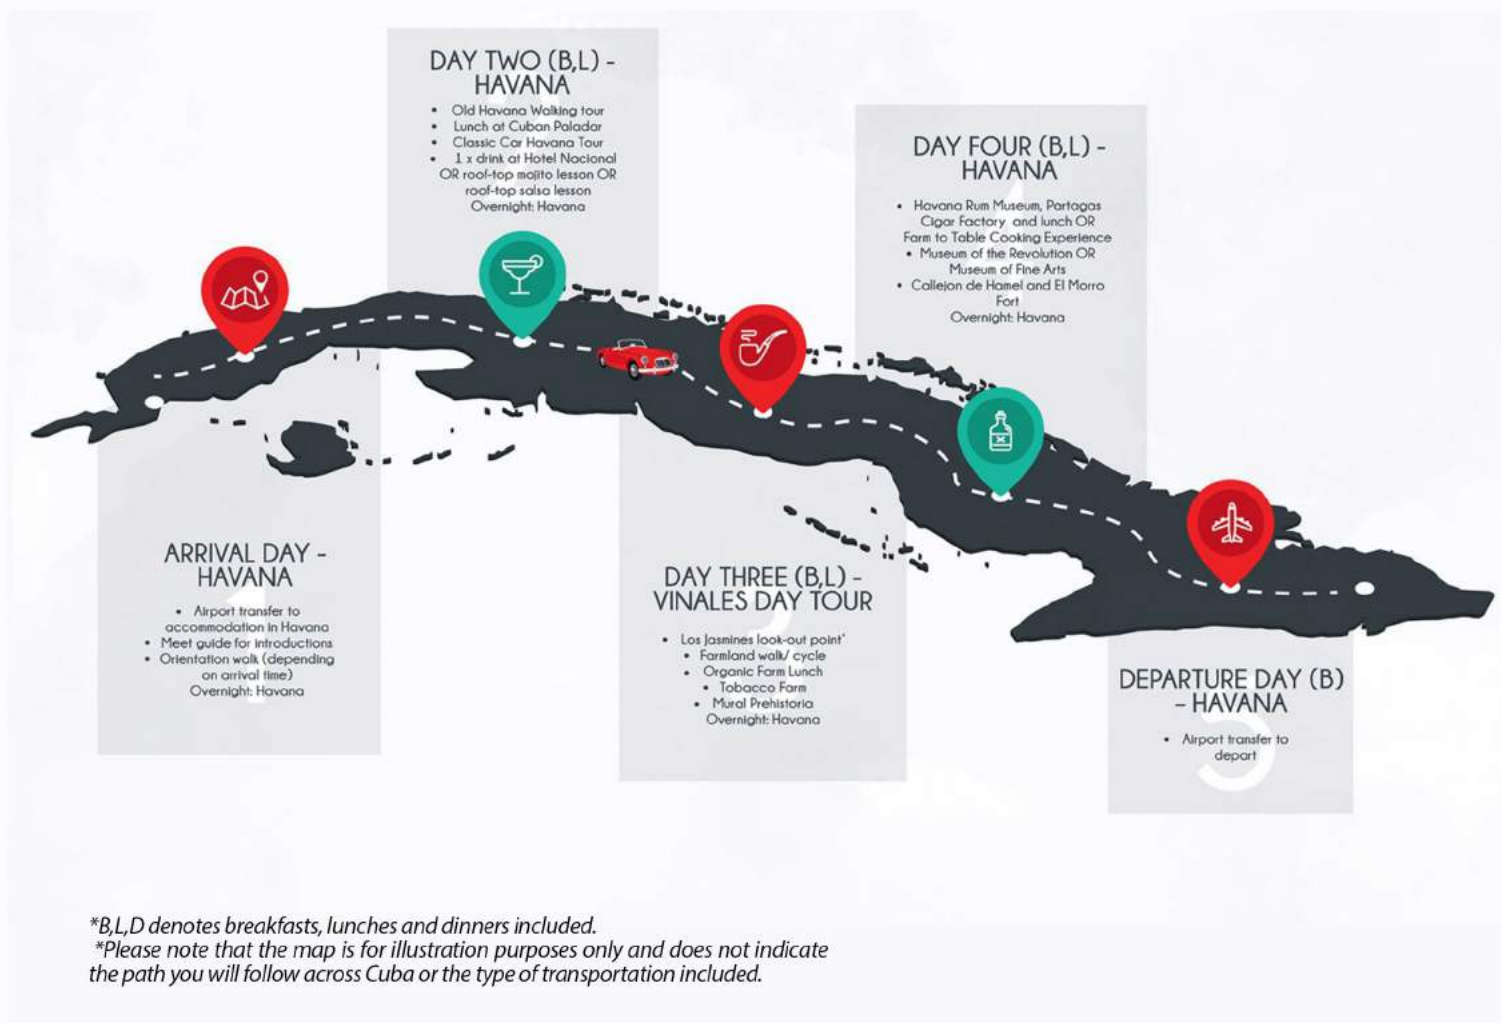 DAY TWO (B,L) -
HAVANA
• Old Havana Walking tour
• Lunch at Cuban Paladar
• Classic Car Havana Tour
• 1 x drink at Hotel Nacional
OR roof-top mojito lesson OR
roof-top salsa lesson
Overnight: Havana
DAY FOUR (B,L) -
HAVANA
• Havana Rum Museum, Partagas
Cigar Factory and lunch OR
Farm to Table Cooking Experience
• Museum of the Revolution OR
Museum of Fine Arts
• Callejon de Hamel and El Morro
Fort
Overnight: Havana
4
ARRIVAL DAY -
HAVANA
• Airport transfer to
accommodation in Havana
• Meet guide for introductions
• Orientation walk (depending
on arrival time)
Overnight: Havana
1
DAY THREE (B,L) -
VINALES DAY TOUR
• Los Jasmines look-out point*
• Farmland walk/ cycle
• Organic Farm Lunch
• Tobacco Farm
• Mural Prehistoria
Overnight: Havana
3
DEPARTURE DAY (B)
- HAVANA
• Airport transfer to
depart
5
*B,L,D denotes breakfasts, lunches and dinners included.
*Please note that the map is for illustration purposes only and does not indicate
the path you will follow across Cuba or the type of transportation included.